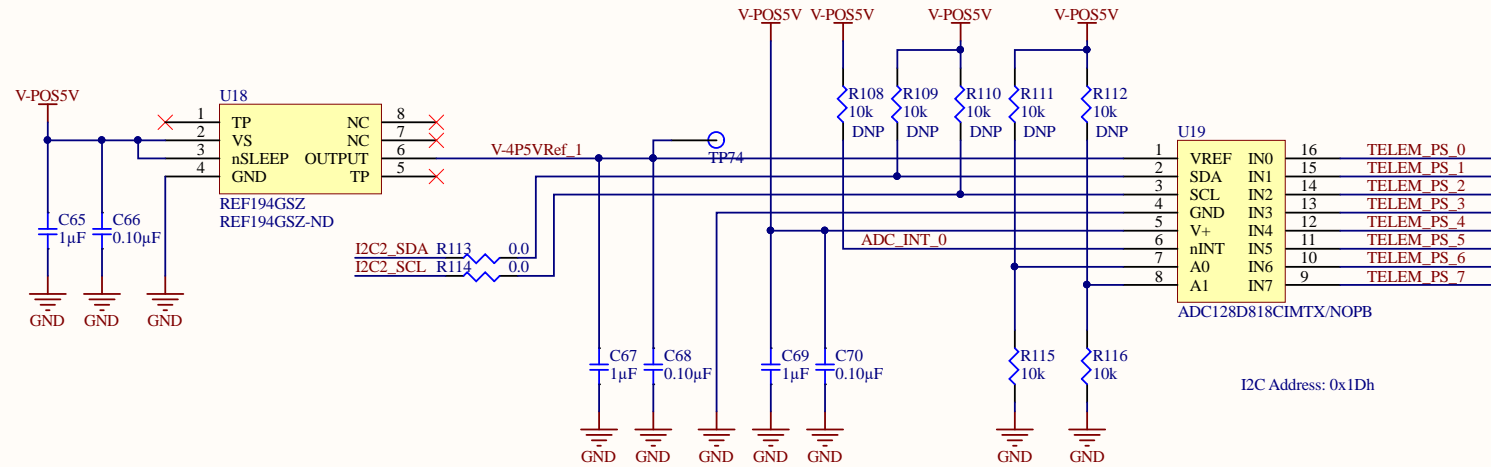 V-POS5V V-POS5V V-POS5V V-POS5V
V-POS5V
U18
1 TP NC 8
2 VS NC 7
3 nSLEEP OUTPUT 6
4 GND TP 5
REF194GSZ
REF194GSZ-ND
C65
1µF
C66
0.10µF
GND GND GND
V-4P5VRef_1
TP74
I2C2_SDA R113 0.0
I2C2_SCL R114 0.0
R108
10k
R109
10k
DNP
R110
10k
DNP
R111
10k
DNP
R112
10k
DNP
ADC_INT_0
U19
1 VREF IN0 16 TELEM_PS_0
2 SDA IN1 15 TELEM_PS_1
3 SCL IN2 14 TELEM_PS_2
4 GND IN3 13 TELEM_PS_3
5 V+ IN4 12 TELEM_PS_4
6 nINT IN5 11 TELEM_PS_5
7 A0 IN6 10 TELEM_PS_6
8 A1 IN7 9 TELEM_PS_7
ADC128D818CIMTX/NOPB
C67
1µF
C68
0.10µF
C69
1µF
C70
0.10µF
R115
10k
R116
10k
I2C Address: 0x1Dh
GND GND GND GND GND GND GND